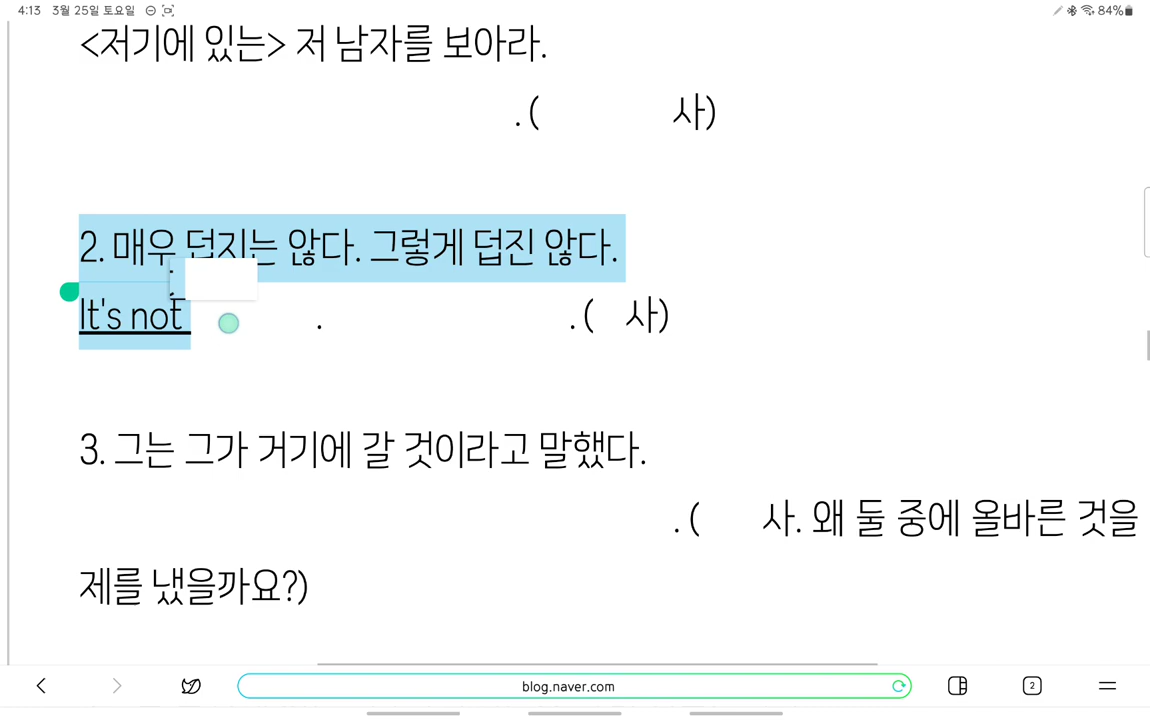 4:13 3월 25일 토요일 84%
<저기에 있는> 저 남자를 보아라.
. ( 사)
2. 매우 덥지는 않다. 그렇게 덥진 않다.
It's not . . ( 사)
3. 그는 그가 거기에 갈 것이라고 말했다.
. ( 사. 왜 둘 중에 올바른 것을
제를 냈을까요?)
blog.naver.com 2